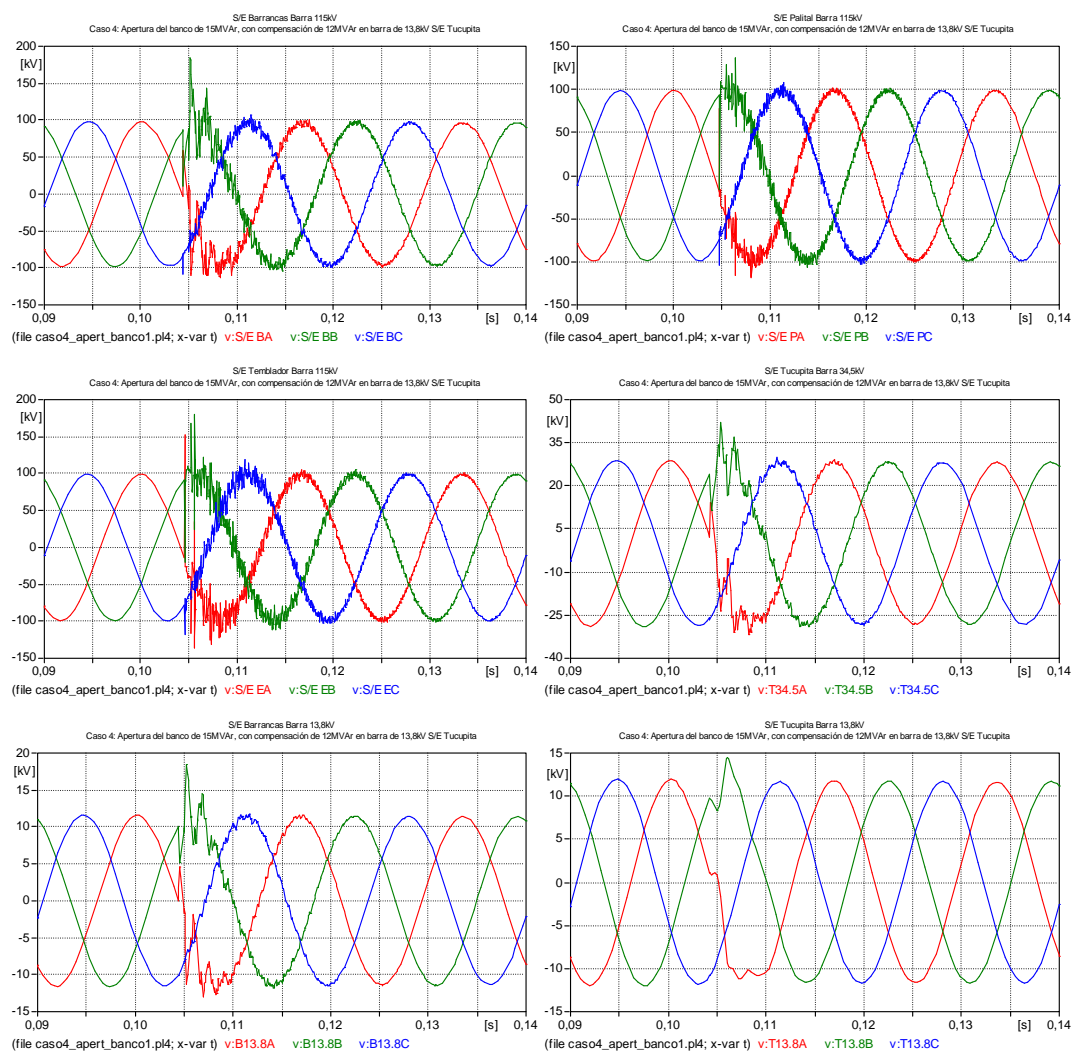 S/E Barrancas Barra 115kV
Caso 4: Apertura del banco de 15MVAr, con compensación de 12MVAr en barra de 13,8kV S/E Tucupita
200
[kV]
150
100
50
0
-50
-100
-150
0,09 0,10 0,11 0,12 0,13 [s] 0,14
(file caso4_apert_banco1.pl4; x-var t) v:S/E BA v:S/E BB v:S/E BC
S/E Palital Barra 115kV
Caso 4: Apertura del banco de 15MVAr, con compensación de 12MVAr en barra de 13,8kV S/E Tucupita
150
[kV]
100
50
0
-50
-100
-150
0,09 0,10 0,11 0,12 0,13 [s] 0,14
(file caso4_apert_banco1.pl4; x-var t) v:S/E PA v:S/E PB v:S/E PC
S/E Temblador Barra 115kV
Caso 4: Apertura del banco de 15MVAr, con compensación de 12MVAr en barra de 13,8kV S/E Tucupita
200
[kV]
150
100
50
0
-50
-100
-150
0,09 0,10 0,11 0,12 0,13 [s] 0,14
(file caso4_apert_banco1.pl4; x-var t) v:S/E EA v:S/E EB v:S/E EC
S/E Tucupita Barra 34,5kV
Caso 4: Apertura del banco de 15MVAr, con compensación de 12MVAr en barra de 13,8kV S/E Tucupita
50
[kV]
35
20
5
-10
-25
-40
0,09 0,10 0,11 0,12 0,13 [s] 0,14
(file caso4_apert_banco1.pl4; x-var t) v:T34.5A v:T34.5B v:T34.5C
S/E Barrancas Barra 13,8kV
Caso 4: Apertura del banco de 15MVAr, con compensación de 12MVAr en barra de 13,8kV S/E Tucupita
20
[kV]
15
10
5
0
-5
-10
-15
0,09 0,10 0,11 0,12 0,13 [s] 0,14
(file caso4_apert_banco1.pl4; x-var t) v:B13.8A v:B13.8B v:B13.8C
S/E Tucupita Barra 13,8kV
Caso 4: Apertura del banco de 15MVAr, con compensación de 12MVAr en barra de 13,8kV S/E Tucupita
15
[kV]
10
5
0
-5
-10
-15
0,09 0,10 0,11 0,12 0,13 [s] 0,14
(file caso4_apert_banco1.pl4; x-var t) v:T13.8A v:T13.8B v:T13.8C